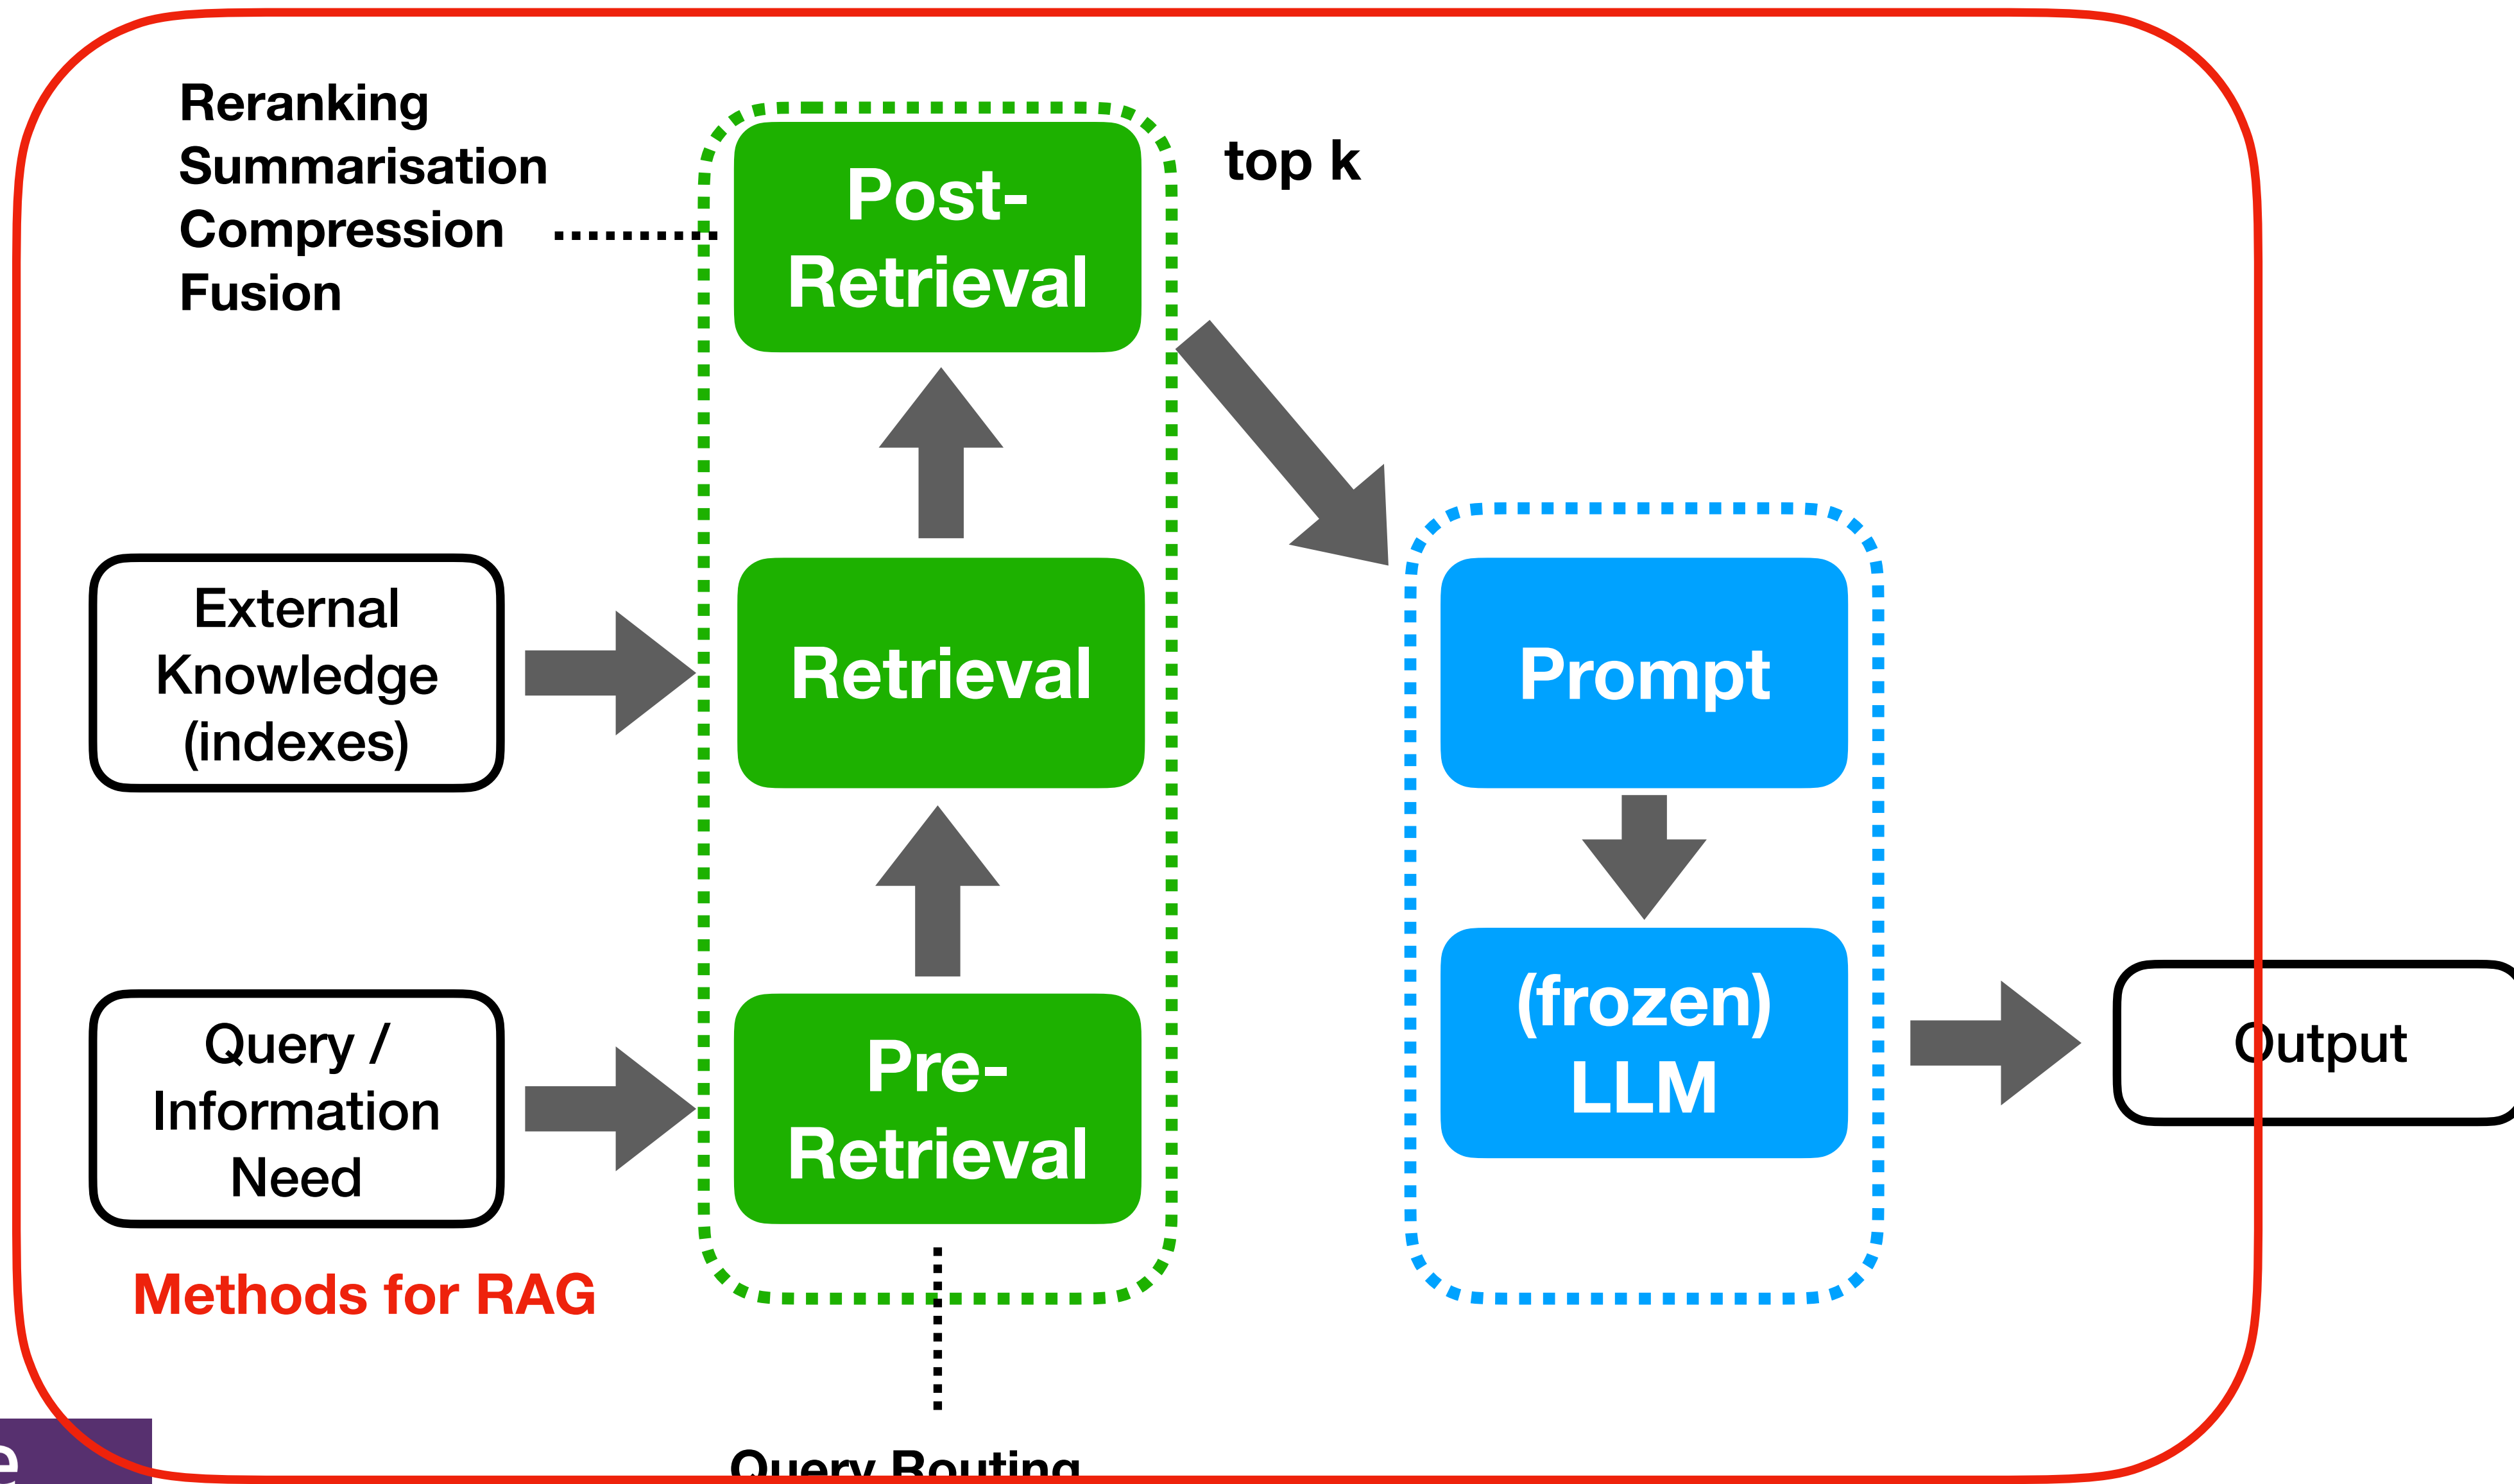 Reranking
Summarisation
Compression
Fusion
Post-
Retrieval
top k
External
Knowledge
(indexes)
Retrieval
Prompt
Query /
Information
Need
Pre-
Retrieval
(frozen)
LLM
Output
Methods for RAG
Query Routing
e